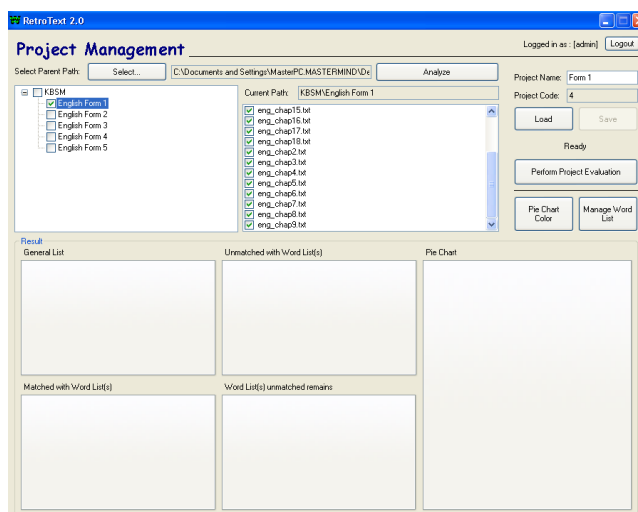 RetroText 2.0
Project Management
Logged in as : [admin]
Logout
Select Parent Path:
Select...
C:\Documents and Settings\MasterPC.MASTERMIND\De
Analyze
Project Name:
Form 1
Project Code:
4
KBSM
English Form 1
English Form 2
English Form 3
English Form 4
English Form 5
Current Path:
KBSM\English Form 1
eng_chap15.txt
eng_chap16.txt
eng_chap17.txt
eng_chap18.txt
eng_chap2.txt
eng_chap3.txt
eng_chap4.txt
eng_chap5.txt
eng_chap6.txt
eng_chap7.txt
eng_chap8.txt
eng_chap9.txt
Load
Save
Ready
Perform Project Evaluation
Pie Chart
Color
Manage Word
List
Result
General List
Unmatched with Word List(s)
Pie Chart
Matched with Word List(s)
Word List(s) unmatched remains